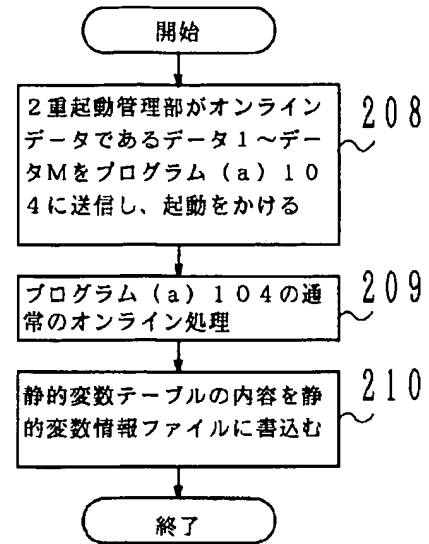 開始
2重起動管理部がオンライン
データであるデータ1〜デー
タMをプログラム(a)10
4に送信し、起動をかける
208
プログラム(a)104の通
常のオンライン処理
209
静的変数テーブルの内容を静
的変数情報ファイルに書込む
210
終了